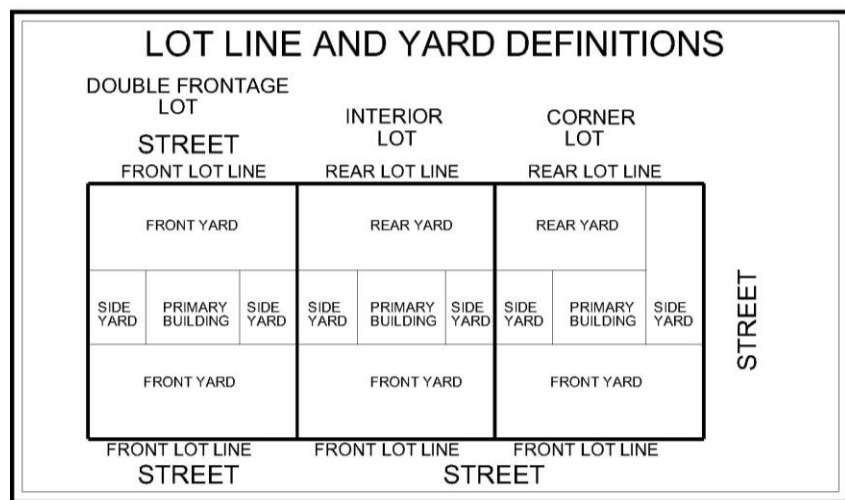 LOT LINE AND YARD DEFINITIONS
DOUBLE FRONTAGE
LOT
INTERIOR
LOT
CORNER
LOT
STREET
FRONT LOT LINE
REAR LOT LINE
REAR LOT LINE
FRONT YARD
REAR YARD
REAR YARD
SIDE
YARD
PRIMARY
BUILDING
SIDE
YARD
SIDE
YARD
PRIMARY
BUILDING
SIDE
YARD
SIDE
YARD
PRIMARY
BUILDING
SIDE
YARD
STREET
FRONT YARD
FRONT YARD
FRONT YARD
FRONT LOT LINE
FRONT LOT LINE
FRONT LOT LINE
STREET
STREET